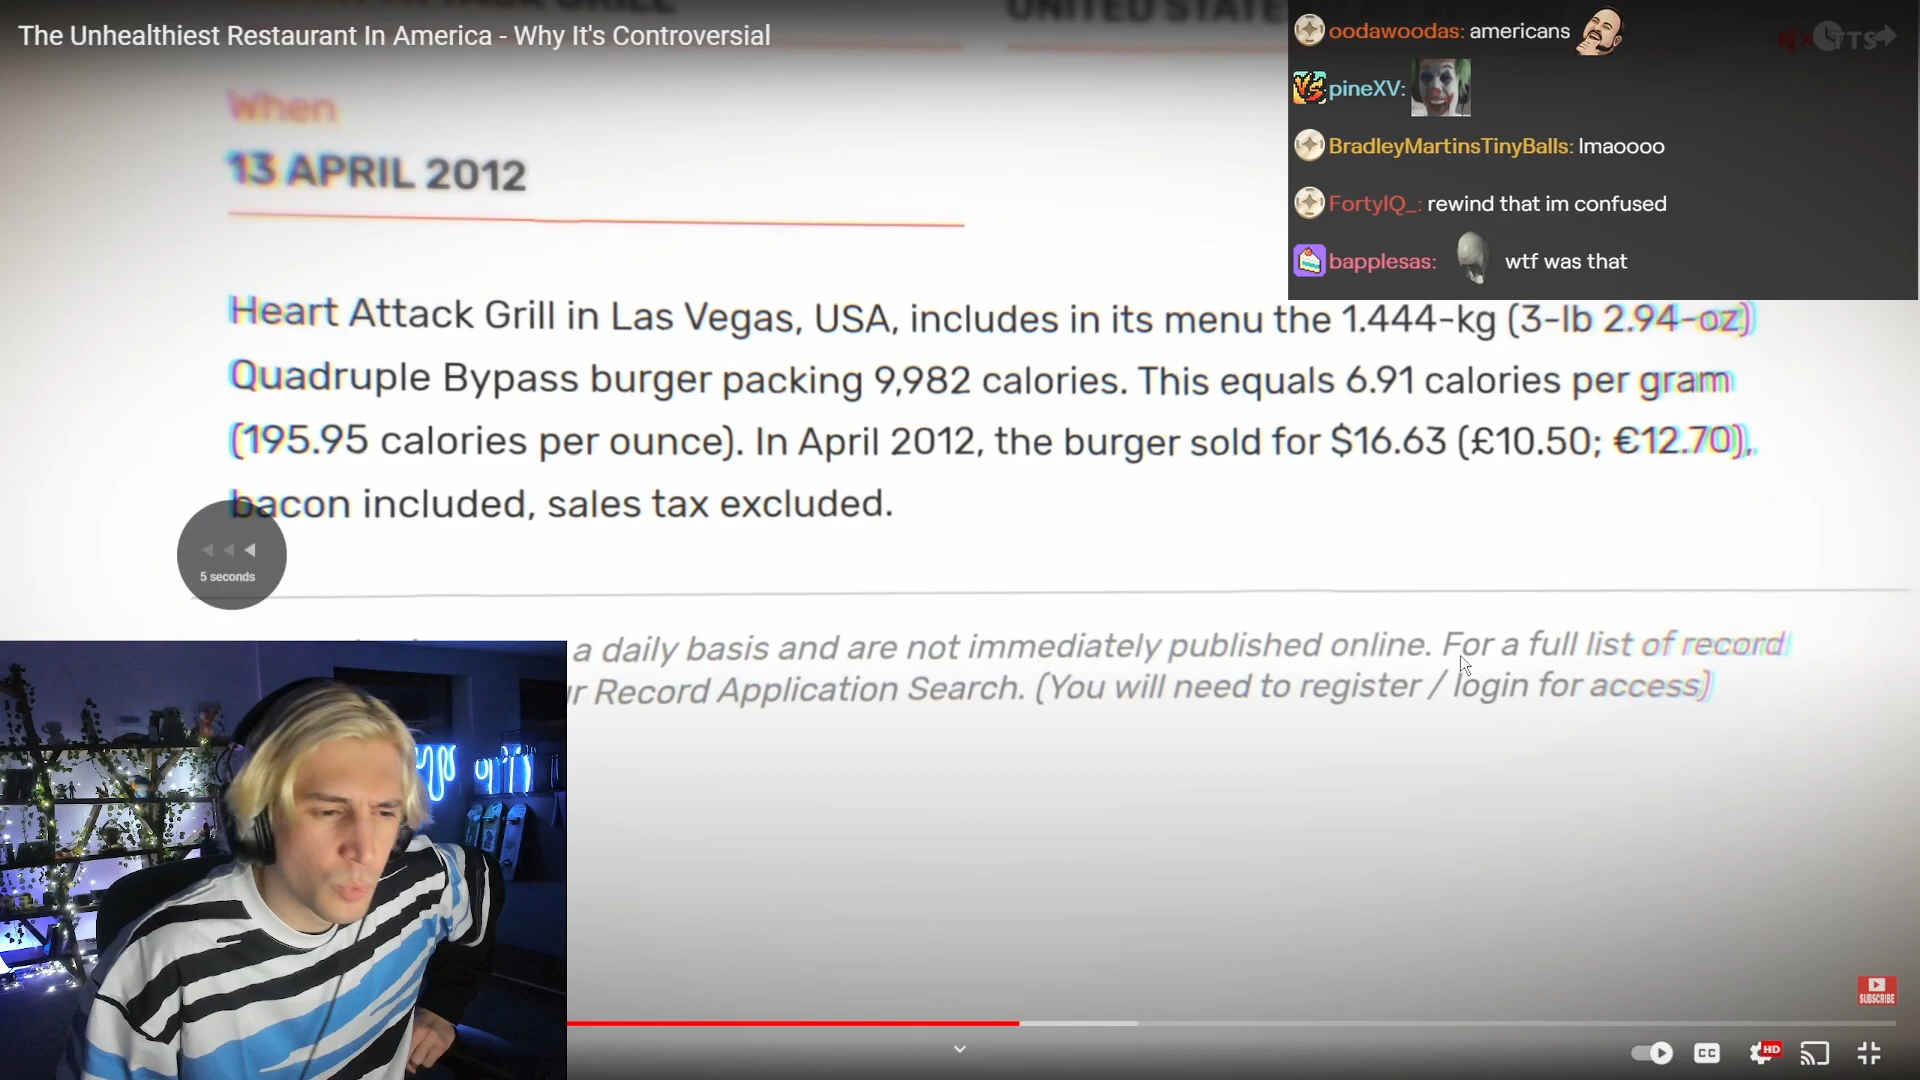 The Unhealthiest Restaurant In America - Why It's Controversial
oodawoodas: americans
pineXV:
BradleyMartinsTinyBalls: lmaoooo
FortyIQ_: rewind that im confused
bapplesas: wtf was that
TTS
When
13 APRIL 2012
Heart Attack Grill in Las Vegas, USA, includes in its menu the 1.444-kg (3-lb 2.94-oz)
Quadruple Bypass burger packing 9,982 calories. This equals 6.91 calories per gram
(195.95 calories per ounce). In April 2012, the burger sold for $16.63 (£10.50; €12.70),
bacon included, sales tax excluded.
5 seconds
a daily basis and are not immediately published online. For a full list of record
r Record Application Search. (You will need to register / login for access)
SUBSCRIBE
CC
HD